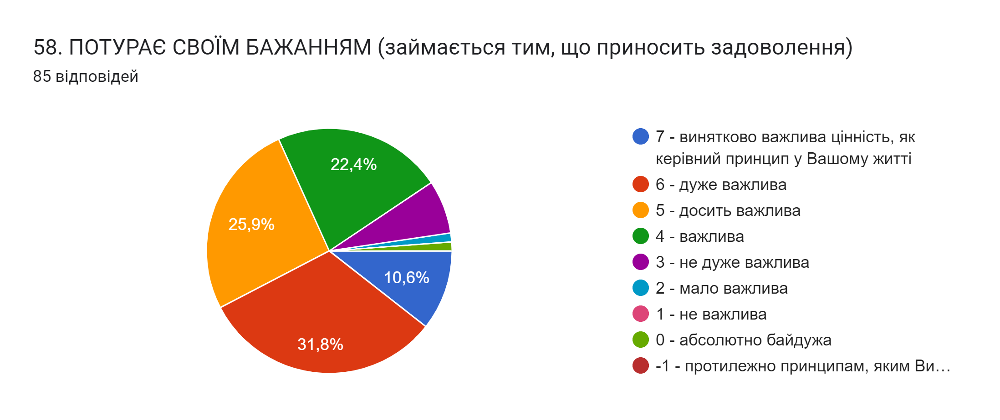 58. ПОТУРАЄ СВОЇМ БАЖАННЯМ (займається тим, що приносить задоволення)
85 відповідей
22,4%
25,9%
10,6%
31,8%
7 - винятково важлива цінність, як
керівний принцип у Вашому житті
6 - дуже важлива
5 - досить важлива
4 - важлива
3 - не дуже важлива
2 - мало важлива
1 - не важлива
0 - абсолютно байдужа
-1 - протилежно принципам, яким Ви…